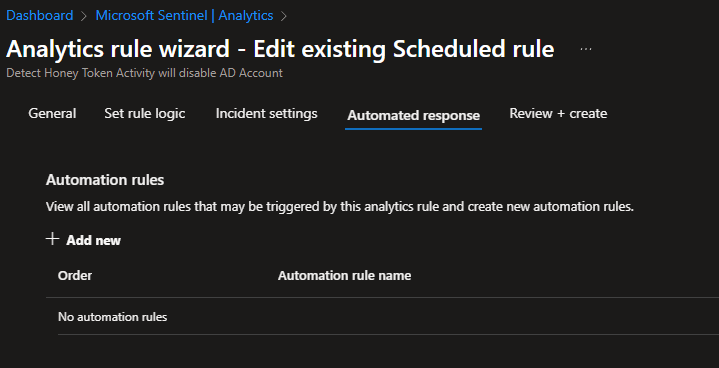 Dashboard > Microsoft Sentinel | Analytics >
Analytics rule wizard - Edit existing Scheduled rule ...
Detect Honey Token Activity will disable AD Account
General Set rule logic Incident settings Automated response Review + create
Automation rules
View all automation rules that may be triggered by this analytics rule and create new automation rules.
+ Add new
Order Automation rule name
No automation rules